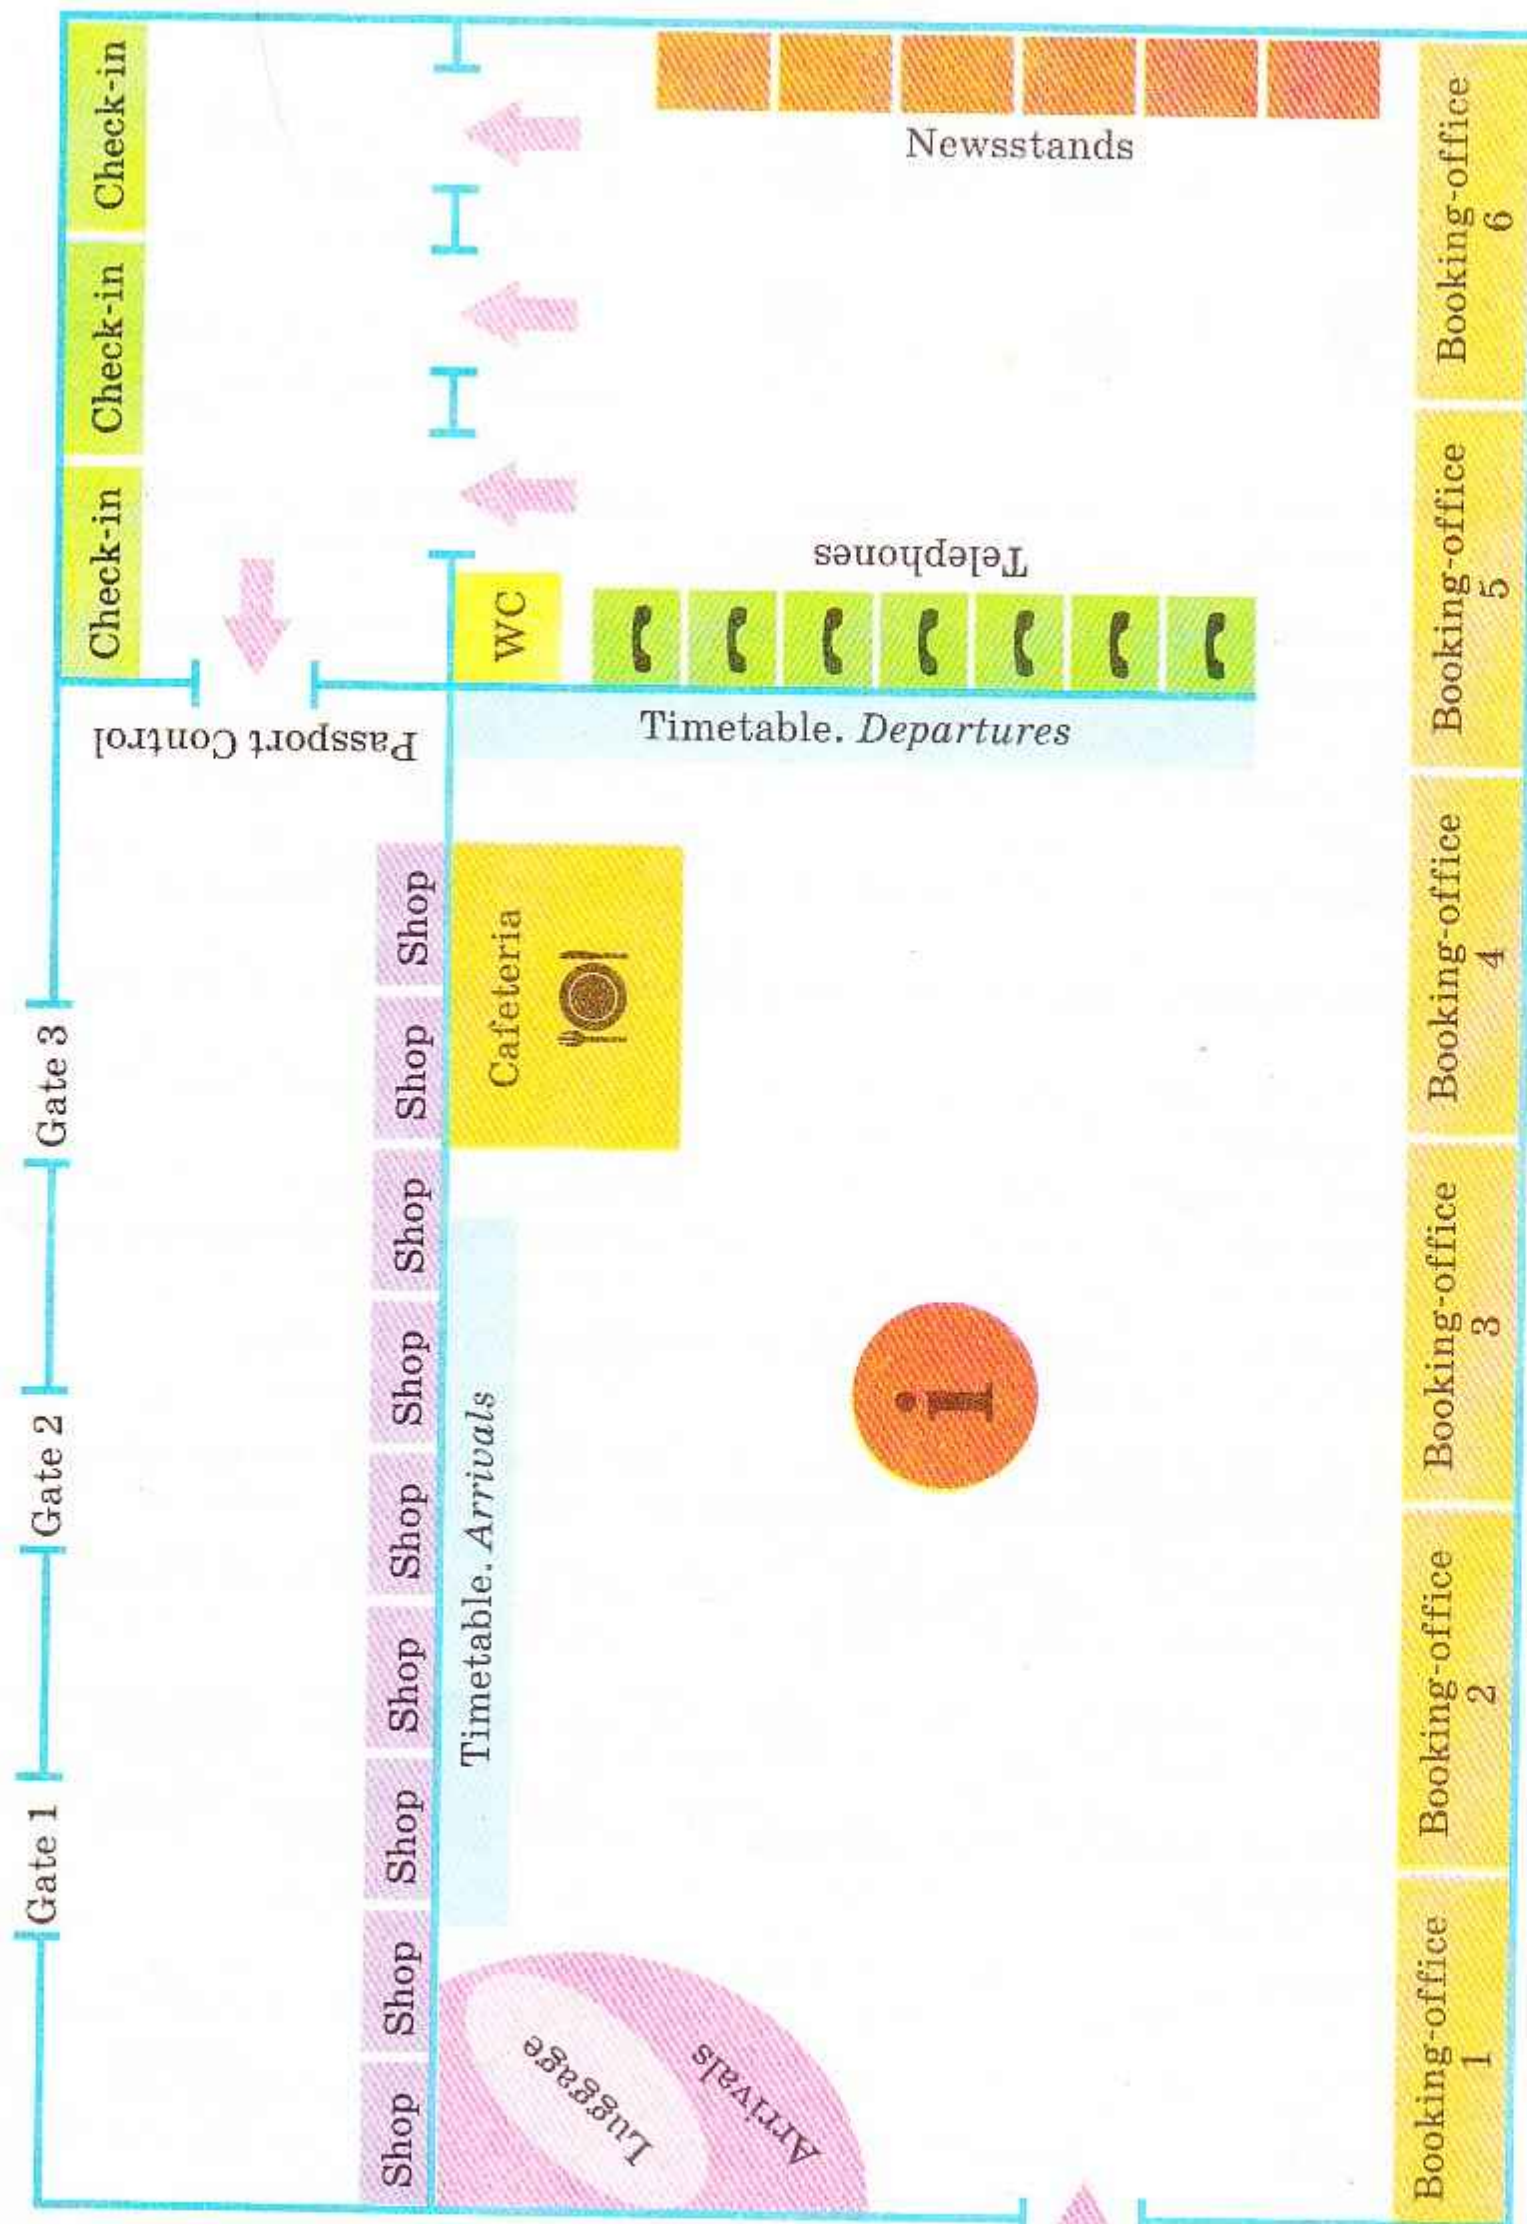 Gate 1
Gate 2
Gate 3
Check-in
Check-in
Check-in
Passport Control
Shop
Shop
Shop
Shop
Shop
Shop
Shop
Shop
Shop
Luggage
Arrivals
Timetable. Arrivals
Cafeteria
WC
Timetable. Departures
Telephones
i
Newsstands
Booking-office
1
Booking-office
2
Booking-office
3
Booking-office
4
Booking-office
5
Booking-office
6